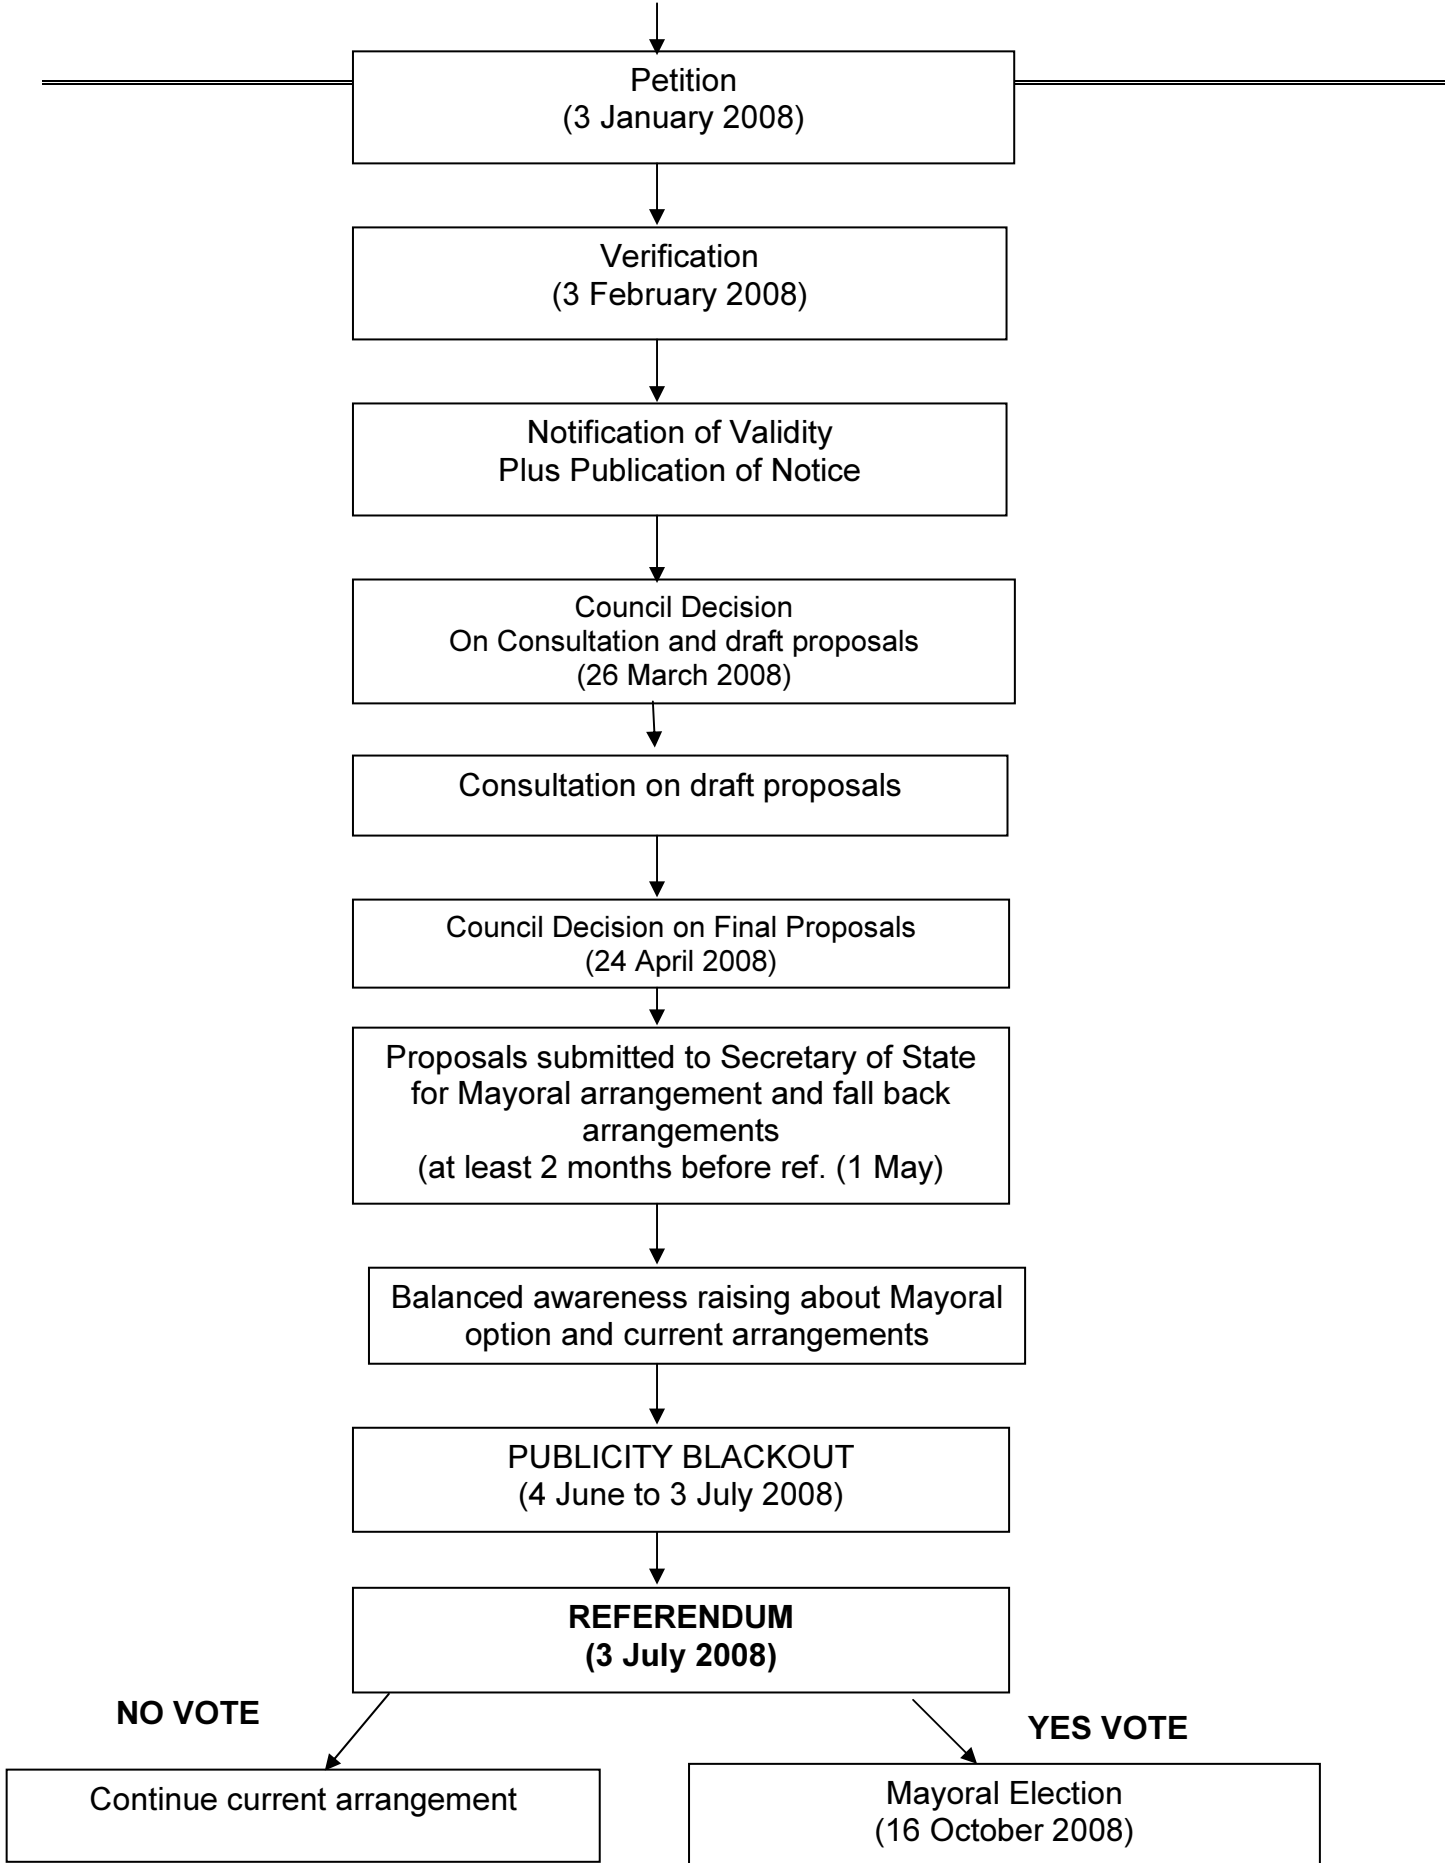 Petition
(3 January 2008)
Verification
(3 February 2008)
Notification of Validity
Plus Publication of Notice
Council Decision
On Consultation and draft proposals
(26 March 2008)
Consultation on draft proposals
Council Decision on Final Proposals
(24 April 2008)
Proposals submitted to Secretary of State
for Mayoral arrangement and fall back
arrangements
(at least 2 months before ref. (1 May)
Balanced awareness raising about Mayoral
option and current arrangements
PUBLICITY BLACKOUT
(4 June to 3 July 2008)
REFERENDUM
(3 July 2008)
NO VOTE
YES VOTE
Continue current arrangement
Mayoral Election
(16 October 2008)